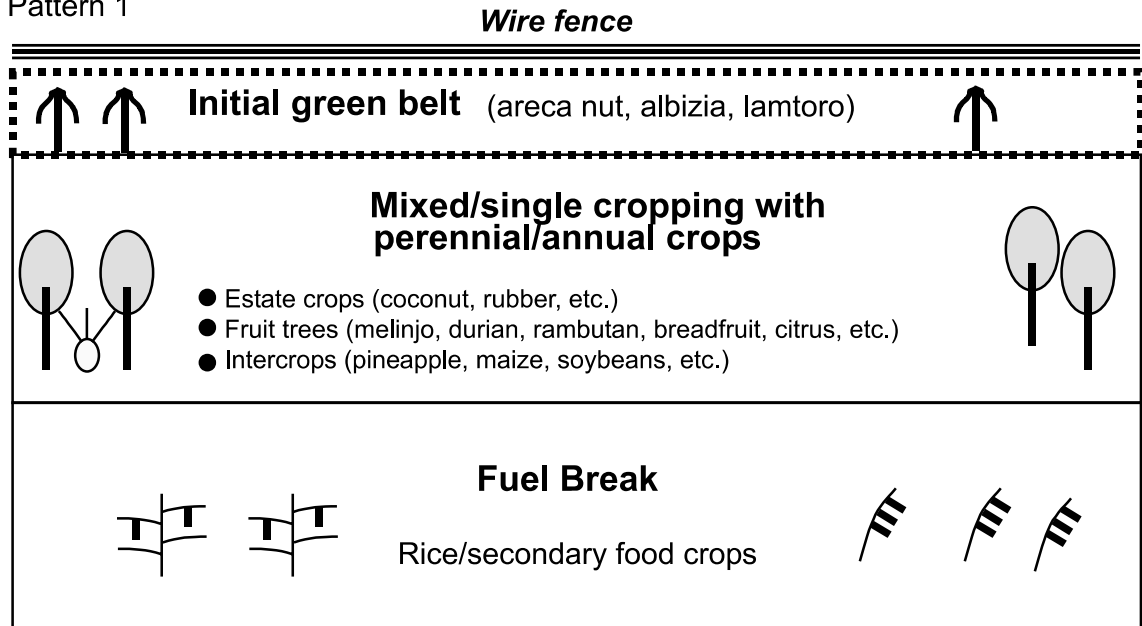 Pattern 1
Wire fence
Initial green belt (areca nut, albizia, lamtoro)
Mixed/single cropping with
perennial/annual crops
● Estate crops (coconut, rubber, etc.)
● Fruit trees (melinjo, durian, rambutan, breadfruit, citrus, etc.)
● Intercrops (pineapple, maize, soybeans, etc.)
Fuel Break
Rice/secondary food crops